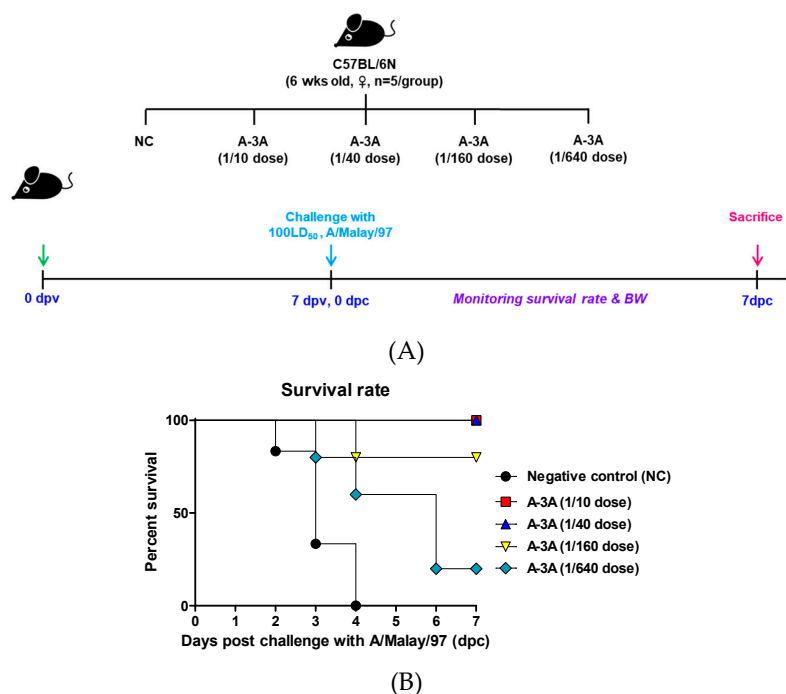 C57BL/6N
(6 wks old, ♀, n=5/group)
NC
A-3A
(1/10 dose)
A-3A
(1/40 dose)
A-3A
(1/160 dose)
A-3A
(1/640 dose)
Challenge with
100LD₅₀, A/Malay/97
Sacrifice
0 dpv
7 dpv, 0 dpc
Monitoring survival rate & BW
7dpc
(A)
Survival rate
Percent survival
100
50
0
0 1 2 3 4 5 6 7
Days post challenge with A/Malay/97 (dpc)
Negative control (NC)
A-3A (1/10 dose)
A-3A (1/40 dose)
A-3A (1/160 dose)
A-3A (1/640 dose)
(B)